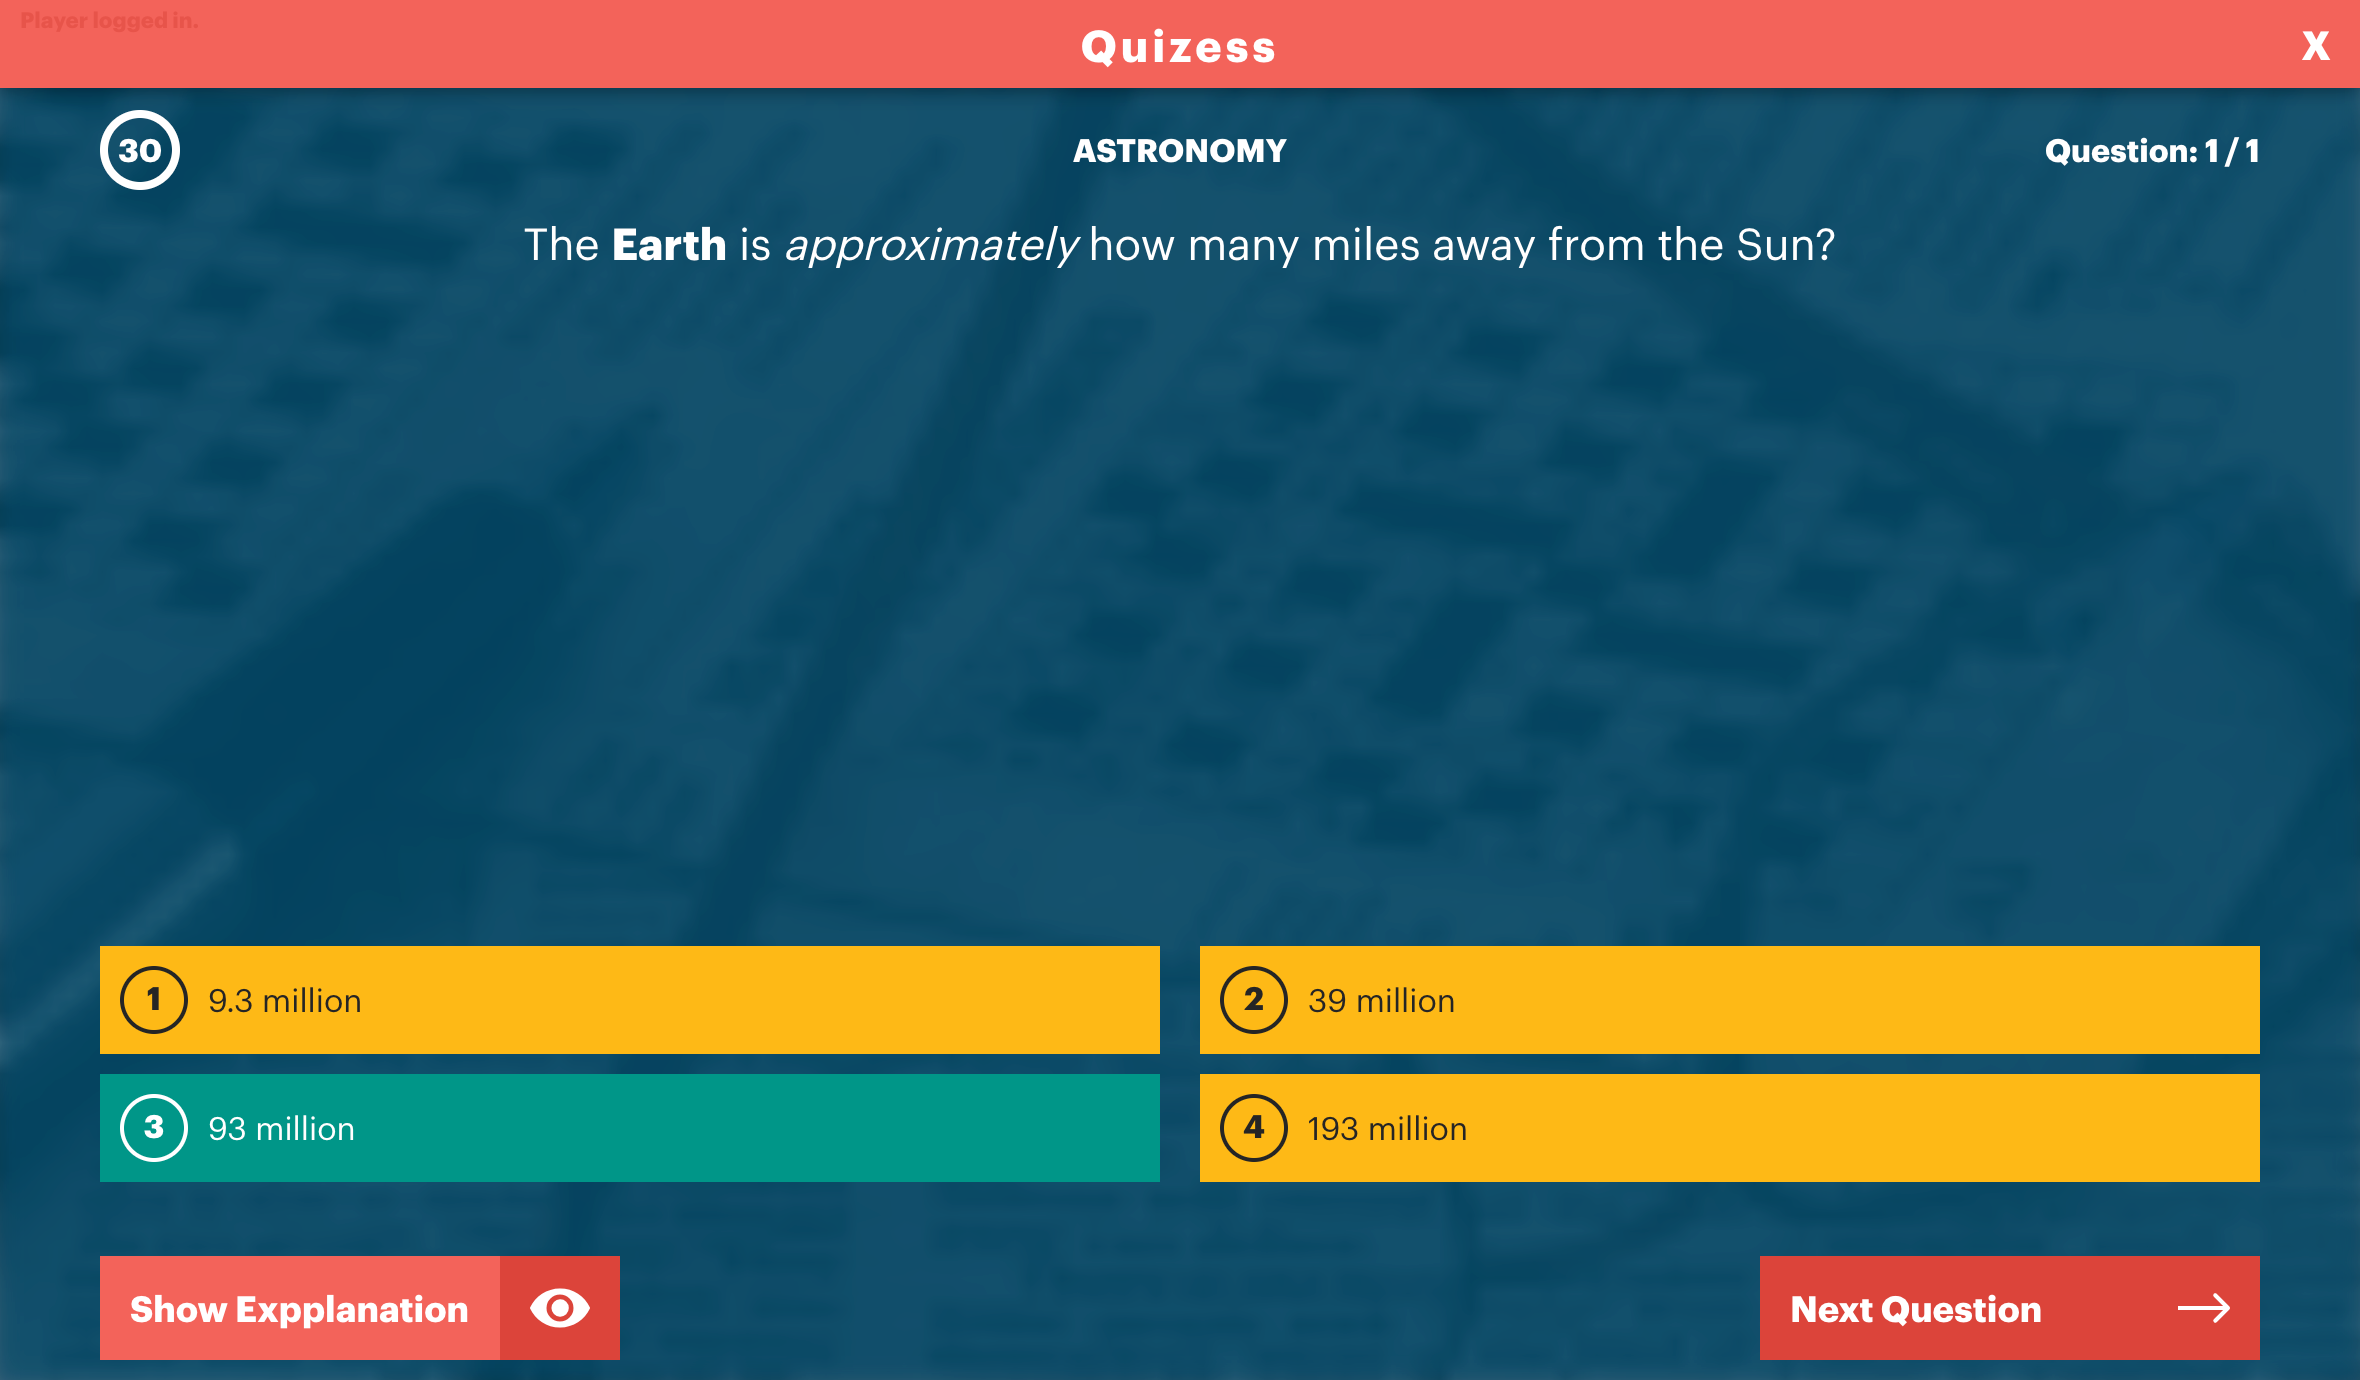 Player logged in.
Quizess
X
30
ASTRONOMY
Question: 1 / 1
The Earth is approximately how many miles away from the Sun?
1 9.3 million
2 39 million
3 93 million
4 193 million
Show Expplanation
Next Question